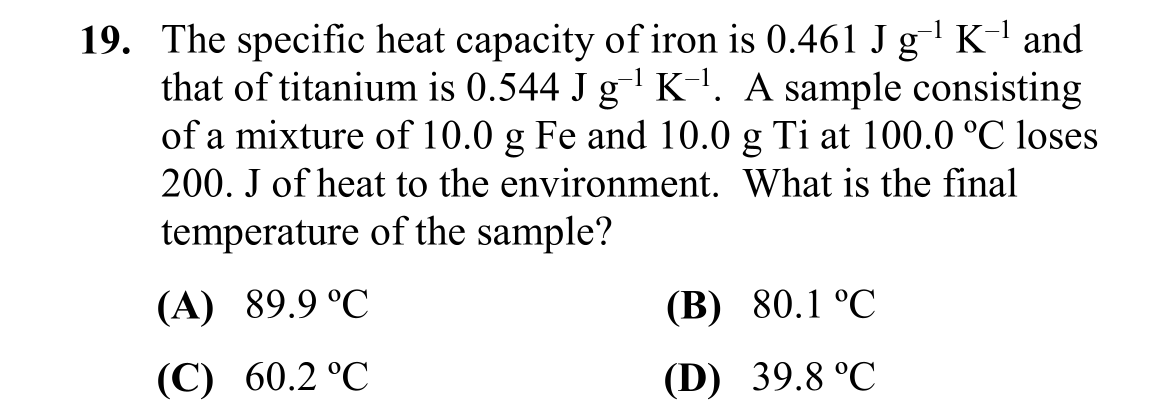 19. The specific heat capacity of iron is 0.461 J g⁻¹ K⁻¹ and
that of titanium is 0.544 J g⁻¹ K⁻¹. A sample consisting
of a mixture of 10.0 g Fe and 10.0 g Ti at 100.0 ºC loses
200. J of heat to the environment. What is the final
temperature of the sample?
(A) 89.9 ºC (B) 80.1 ºC
(C) 60.2 ºC (D) 39.8 ºC